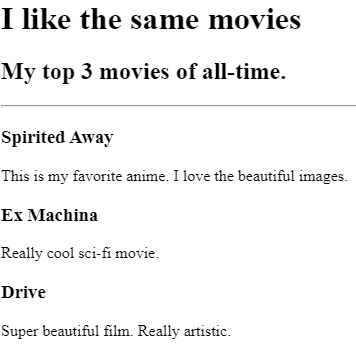 I like the same movies
My top 3 movies of all-time.
Spirited Away
This is my favorite anime. I love the beautiful images.
Ex Machina
Really cool sci-fi movie.
Drive
Super beautiful film. Really artistic.